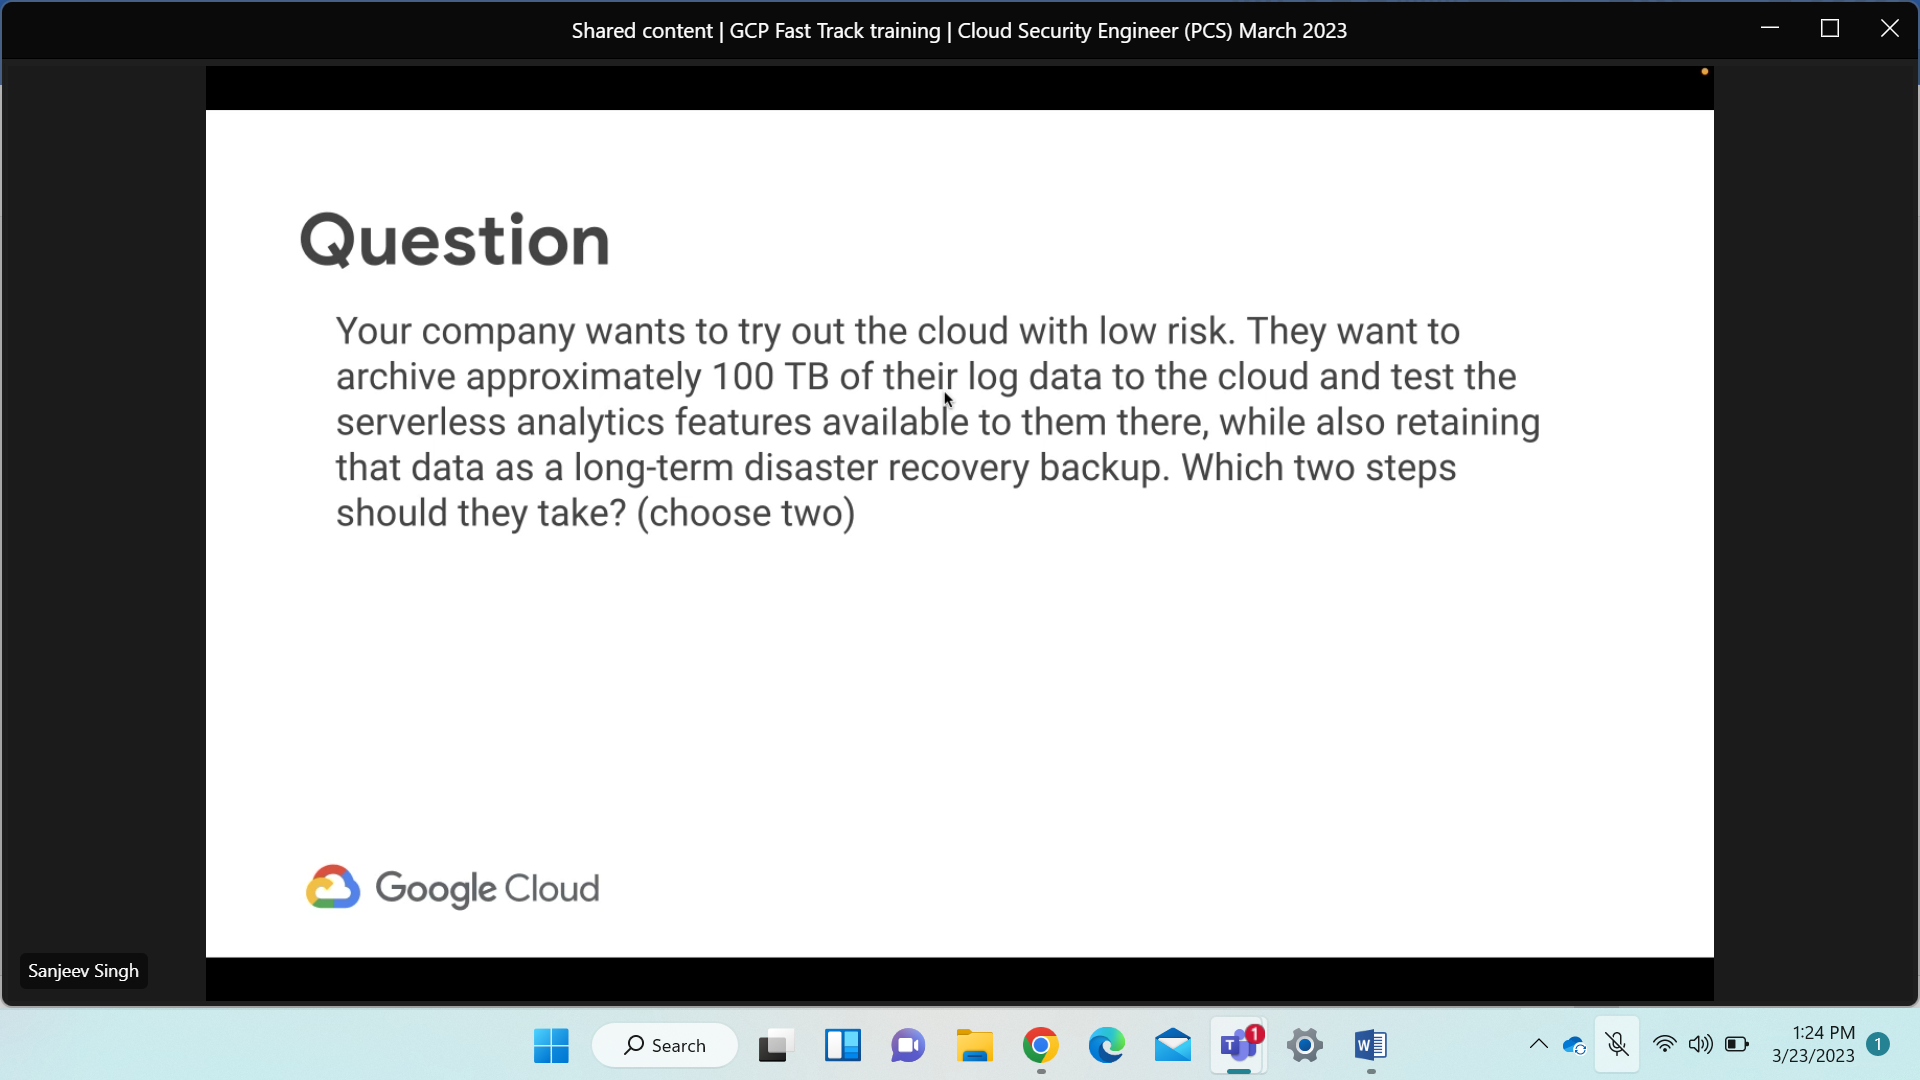 Shared content | GCP Fast Track training | Cloud Security Engineer (PCS) March 2023
Question
Your company wants to try out the cloud with low risk. They want to
archive approximately 100 TB of their log data to the cloud and test the
serverless analytics features available to them there, while also retaining
that data as a long-term disaster recovery backup. Which two steps
should they take? (choose two)
Google Cloud
Sanjeev Singh
Search
T
1
W
1:24 PM
3/23/2023
1